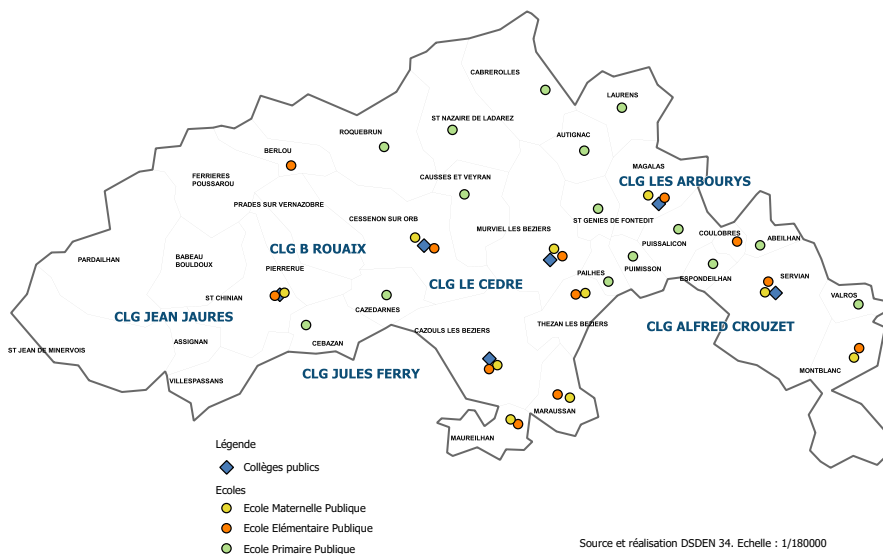 CABREROLLES
LAURENS
ST NAZAIRE DE LADAREZ
ROQUEBRUN
AUTIGNAC
BERLOU
MAGALAS
FERRIERES
POUSSAROU
CAUSSES ET VEYRAN
CLG LES ARBOURYS
PRADES SUR VERNAZOBRE
CESSENON SUR ORB
ST GENIES DE FONTEDIT
MURVIEL LES BEZIERS
COULOBRES
ABEILHAN
PUISSALICON
CLG B ROUAIX
PARDAILHAN
BABEAU
BOULDOUX
PIERRERUE
PAILHES
PUIMISSON
ESPONDEILHAN
SERVIAN
CLG LE CEDRE
ST CHINIAN
VALROS
CAZEDARNES
CLG JEAN JAURES
CAZOULS LES BEZIERS
THEZAN LES BEZIERS
CLG ALFRED CROUZET
ASSIGNAN
CEBAZAN
ST JEAN DE MINERVOIS
CLG JULES FERRY
MONTBLANC
VILLESPASSANS
MARAUSSAN
MAUREILHAN
Légende
Collèges publics
Ecoles
Ecole Maternelle Publique
Ecole Elémentaire Publique
Ecole Primaire Publique
Source et réalisation DSDEN 34. Echelle : 1/180000